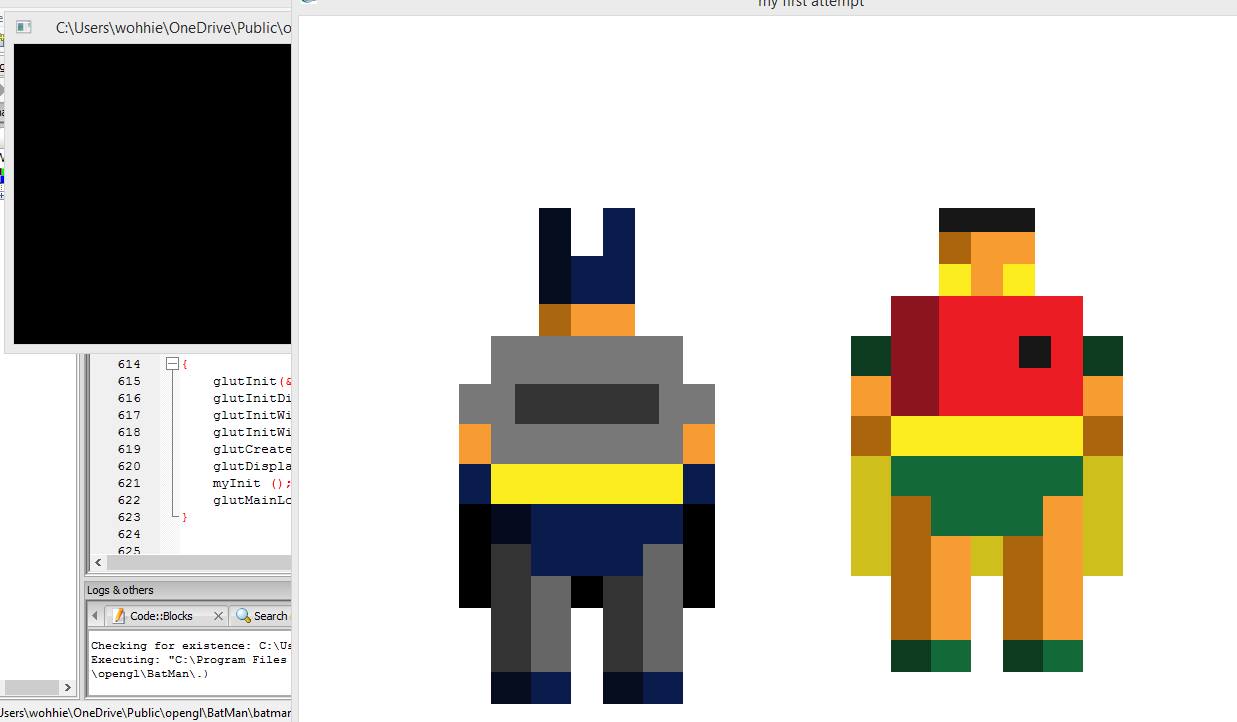 my first attempt
C:\Users\wohhie\OneDrive\Public\o
614 {
615 glutInit(&
616 glutInitDi
617 glutInitWi
618 glutInitWi
619 glutCreate
620 glutDispla
621 myInit ();
622 glutMainLo
623 }
624
625
Logs & others
Code::Blocks
Search
Checking for existence: C:\Us
Executing: "C:\Program Files
\opengl\BatMan\.)
Users\wohhie\OneDrive\Public\opengl\BatMan\batmar